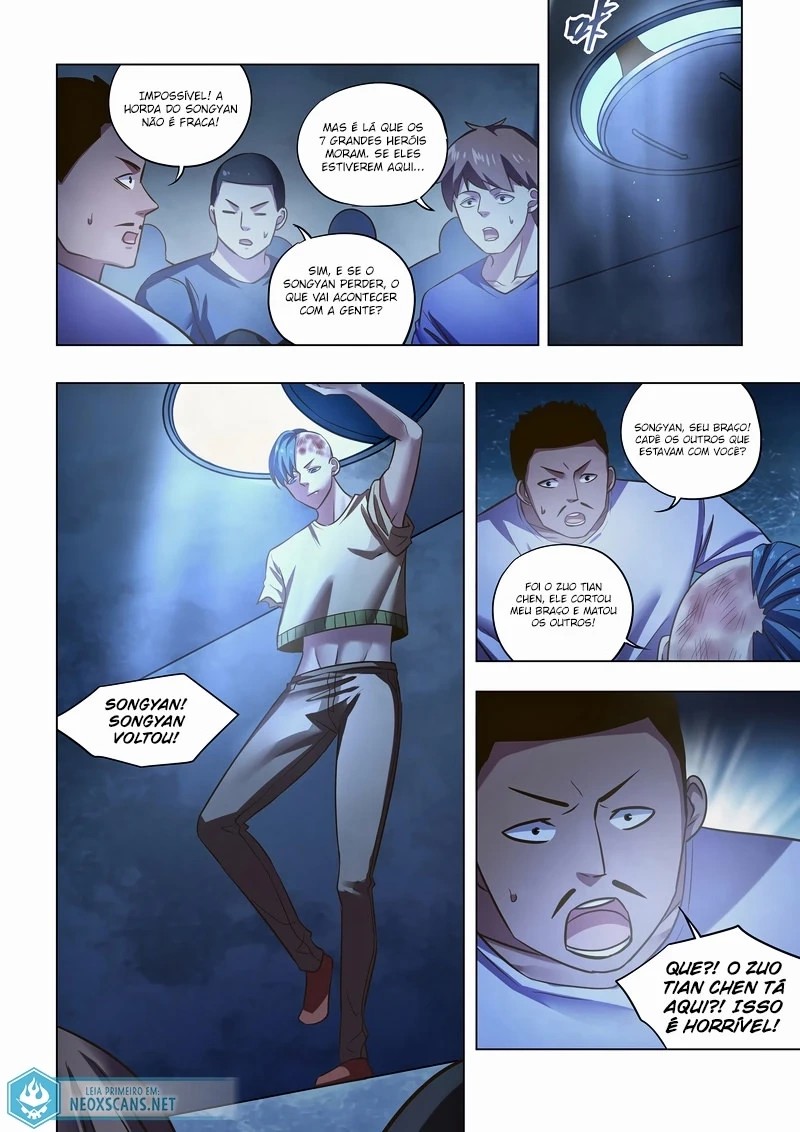 咔
IMPOSSÍVEL! A
HORDA DO SONGYAN
NÃO É FRACA!
MAS É LÁ QUE OS
7 GRANDES HERÓIS
MORAM. SE ELES
ESTIVEREM AQUI...
SIM, E SE O
SONGYAN PERDER, O
QUE VAI ACONTECER
COM A GENTE?
SONGYAN!
SONGYAN
VOLTOU!
SONGYAN, SEU BRAÇO!
CADÊ OS OUTROS QUE
ESTAVAM COM VOCÊ?
FOI O ZUO TIAN
CHEN, ELE CORTOU
MEU BRAÇO E MATOU
OS OUTROS!
QUE?! O ZUO
TIAN CHEN TÁ
AQUI?! ISSO
É HORRÍVEL!
LEIA PRIMEIRO EM:
NEOXSCANS.NET